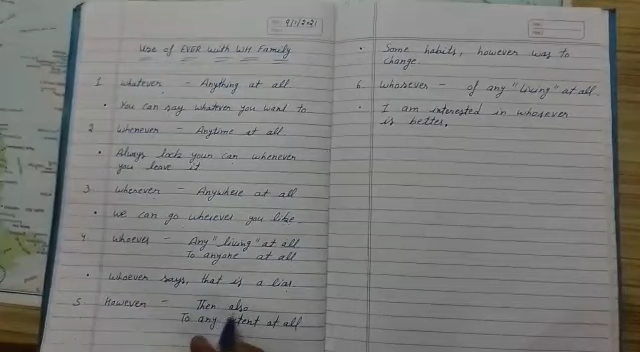 9/1/2021
Use of EVER with WH Family
1 Whatever - Anything at all
• You can say whatever you want to
2 Whenever - Anytime at all
• Always lock your car whenever
you leave it
3 Wherever - Anywhere at all
• We can go wherever you like
4 Whoever - Any "living" at all
To anyone at all
• Whoever says, that is a liar
5 However - Then also
To any extent at all
• Some habits, however was to
change
6. Whosever - of any "living" at all.
• I am interested in whosever
is better.